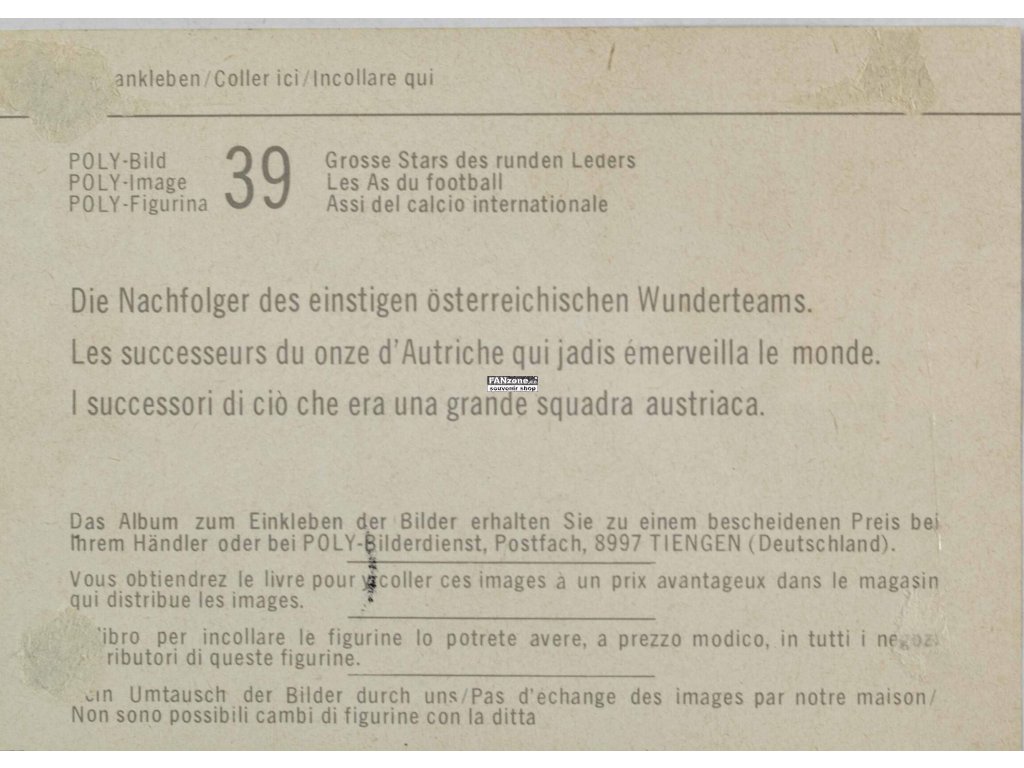 ankleben/Coller ici/Incollare qui
POLY-Bild
POLY-Image
POLY-Figurina
39
Grosse Stars des runden Leders
Les As du football
Assi del calcio internationale
Die Nachfolger des einstigen österreichischen Wunderteams.
Les successeurs du onze d'Autriche qui jadis émerveilla le monde.
FANzone.cz
souvenir shop
I successori di ciò che era una grande squadra austriaca.
Das Album zum Einkleben der Bilder erhalten Sie zu einem bescheidenen Preis bei
Ihrem Händler oder bei POLY-Bilderdienst, Postfach, 8997 TIENGEN (Deutschland).
Vous obtiendrez le livre pour y coller ces images à un prix avantageux dans le magasin
qui distribue les images.
libro per incollare le figurine lo potrete avere, a prezzo modico, in tutti i negozi
ributori di queste figurine.
ein Umtausch der Bilder durch uns/Pas d'échange des images par notre maison/
Non sono possibili cambi di figurine con la ditta